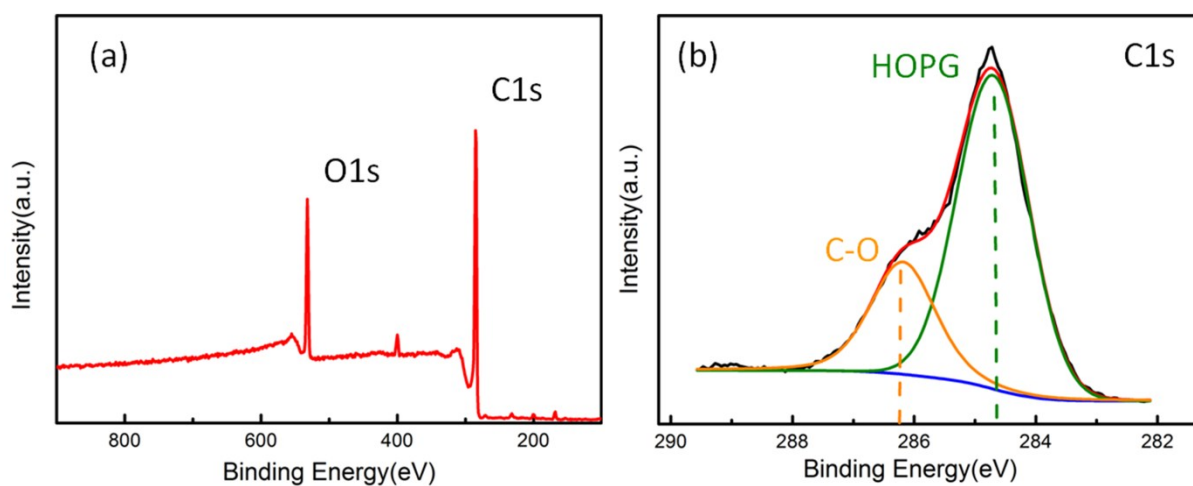 (a)
C1s
O1s
Intensity(a.u.)
800
600
400
200
Binding Energy(eV)
(b)
HOPG
C1s
C-O
Intensity(a.u.)
290
288
286
284
282
Binding Energy(eV)